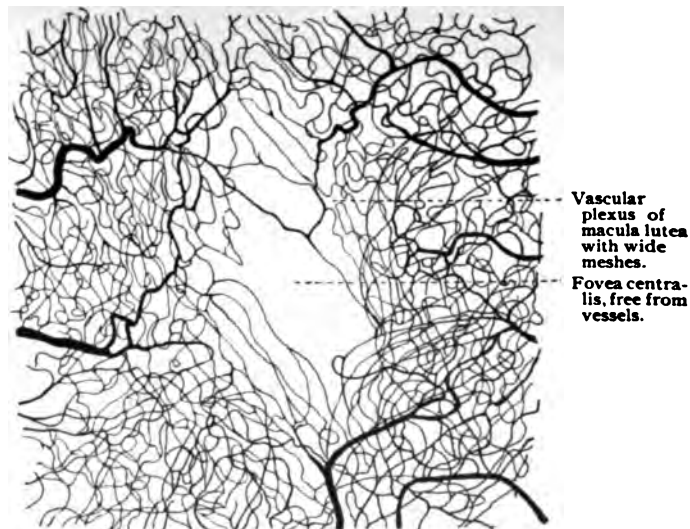 Vascular
plexus of
macula lutea
with wide
meshes.
Fovea centra-
lis, free from
vessels.